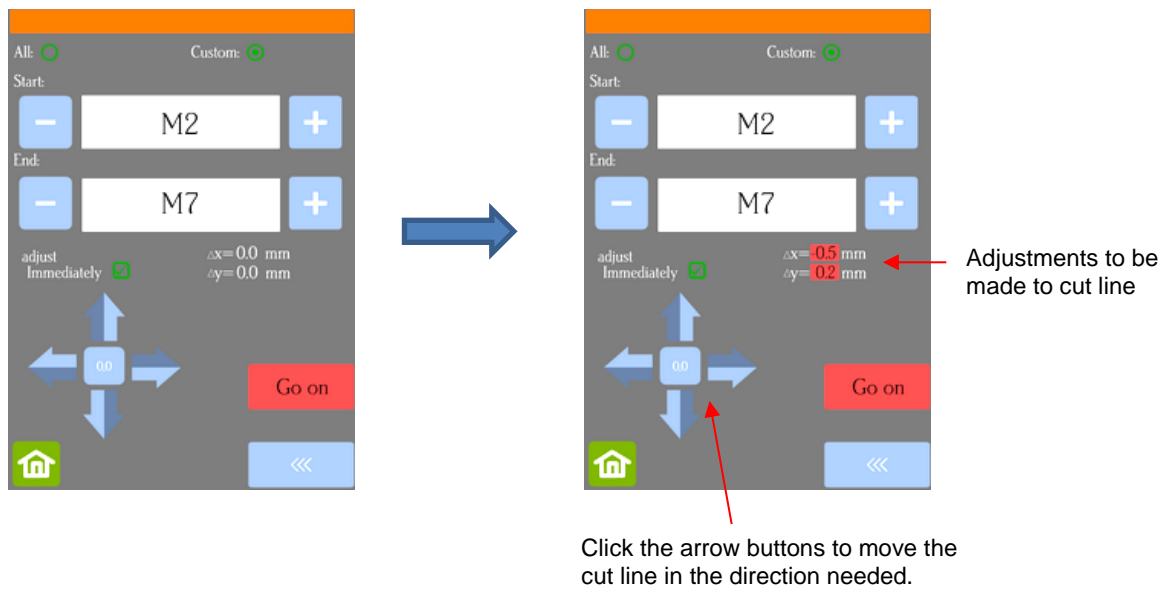 All: Custom:
Start:
M2
End:
M7
adjust
Immediately
△x= 0.0 mm
△y= 0.0 mm
0.0
Go on
<<<
All: Custom:
Start:
M2
End:
M7
adjust
Immediately
△x= -0.5 mm
△y= 0.2 mm
0.0
Go on
<<<
Adjustments to be
made to cut line
Click the arrow buttons to move the
cut line in the direction needed.